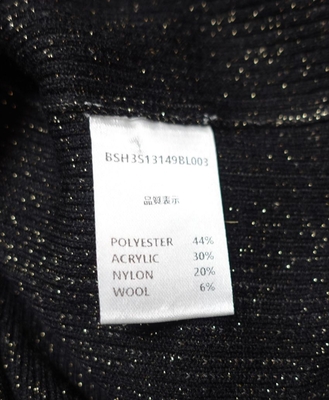 BSH3S13149BL003
品質表示
POLYESTER 44%
ACRYLIC 30%
NYLON 20%
WOOL 6%